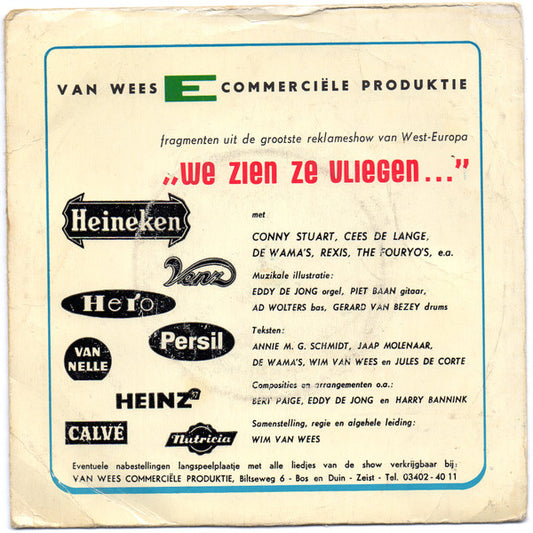 VAN WEES E COMMERCIËLE PRODUKTIE
fragmenten uit de grootste reklameshow van West-Europa
„we zien ze vliegen..."
Heineken
Venz
Hero
Persil
VAN
NELLE
HEINZ 57
CALVÉ
Nutricia
met
CONNY STUART, CEES DE LANGE,
DE WAMA'S, REXIS, THE FOURYO'S, e.a.
Muzikale illustratie:
EDDY DE JONG orgel, PIET BAAN gitaar,
AD WOLTERS bas, GERARD VAN BEZEY drums
Teksten:
ANNIE M. G. SCHMIDT, JAAP MOLENAAR,
DE WAMA'S, WIM VAN WEES en JULES DE CORTE
Composities en arrangementen o.a.:
BERT PAIGE, EDDY DE JONG en HARRY BANNINK
Samenstelling, regie en algehele leiding:
WIM VAN WEES
Eventuele nabestellingen langspeelplaatje met alle liedjes van de show verkrijgbaar bij:
VAN WEES COMMERCIËLE PRODUKTIE, Biltseweg 6 - Bos en Duin - Zeist - Tel. 03402 - 40 11